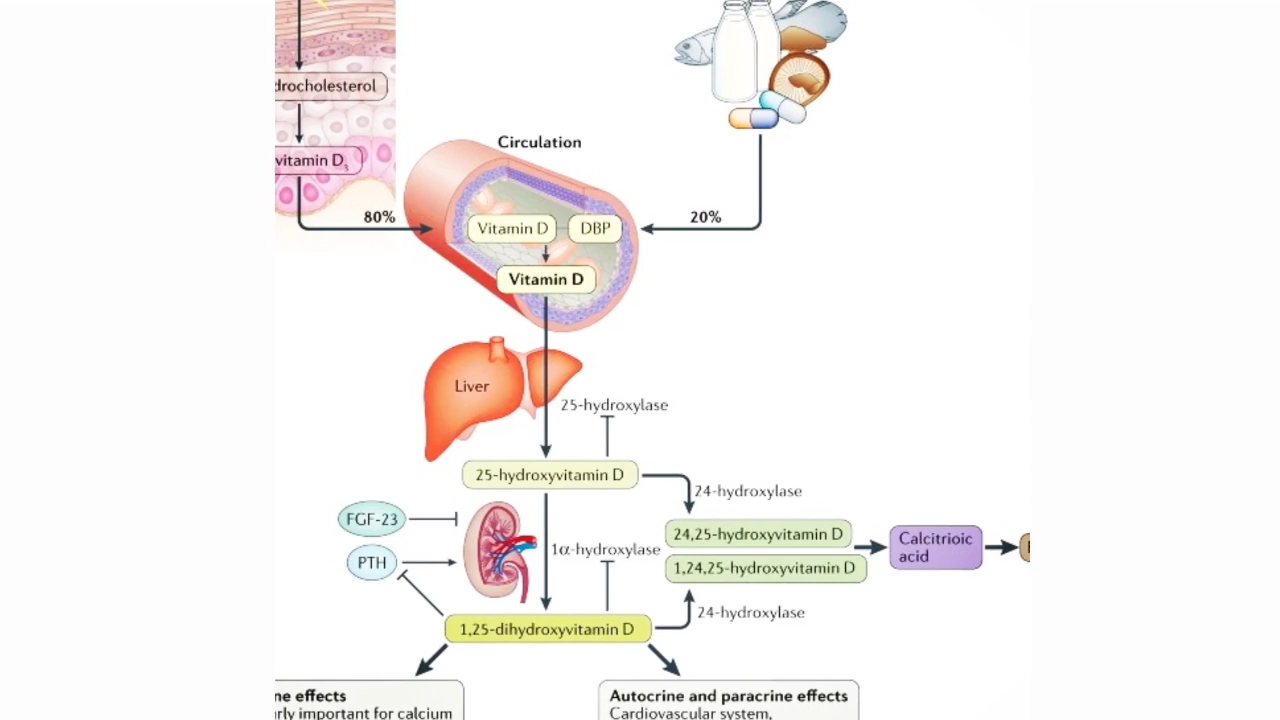 drocholesterol
vitamin D3
80%
Circulation
20%
Vitamin D
DBP
Vitamin D
Liver
25-hydroxylase
25-hydroxyvitamin D
24-hydroxylase
FGF-23
PTH
1α-hydroxylase
24,25-hydroxyvitamin D
1,24,25-hydroxyvitamin D
Calcitrioic
acid
24-hydroxylase
1,25-dihydroxyvitamin D
ne effects
rly important for calcium
Autocrine and paracrine effects
Cardiovascular system,